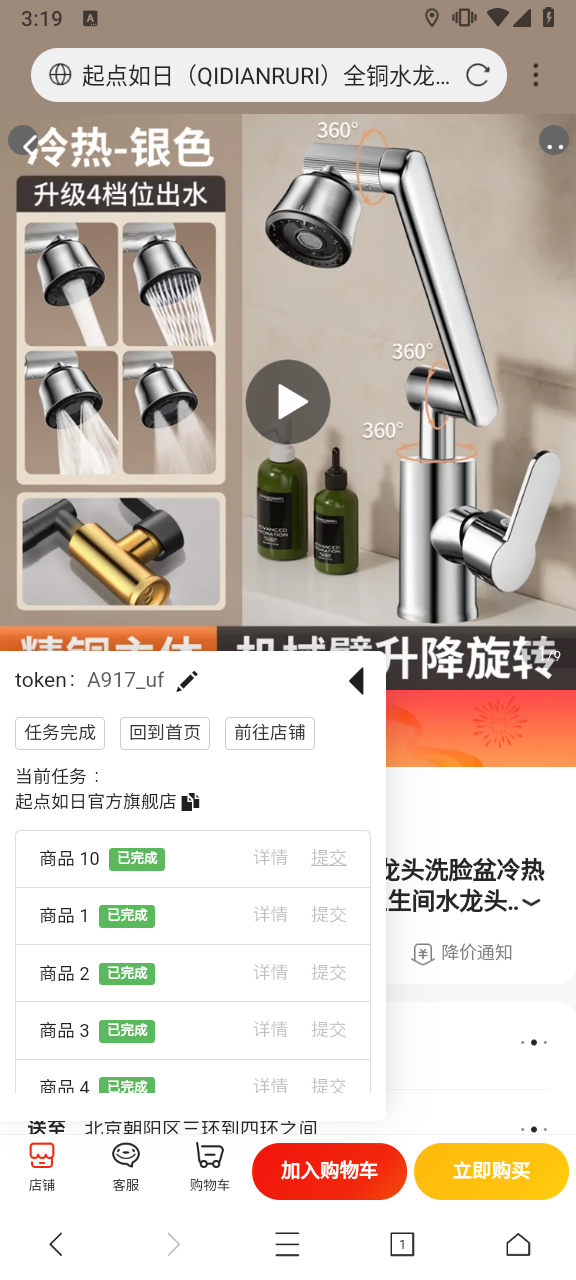 3:19
起点如日（QIDIANRURI）全铜水龙...
冷热-银色
升级4档位出水
360°
360°
360°
ADVANCED
精铜主体
机械臂升降旋转
1/9
token： A917_uf
任务完成 回到首页 前往店铺
当前任务：
起点如日官方旗舰店
商品 10 已完成 详情 提交
商品 1 已完成 详情 提交
商品 2 已完成 详情 提交
商品 3 已完成 详情 提交
商品 4 已完成 详情 提交
龙头洗脸盆冷热
生间水龙头..
降价通知
送至 北京朝阳区三环到四环之间
店铺 客服 购物车 加入购物车 立即购买
1